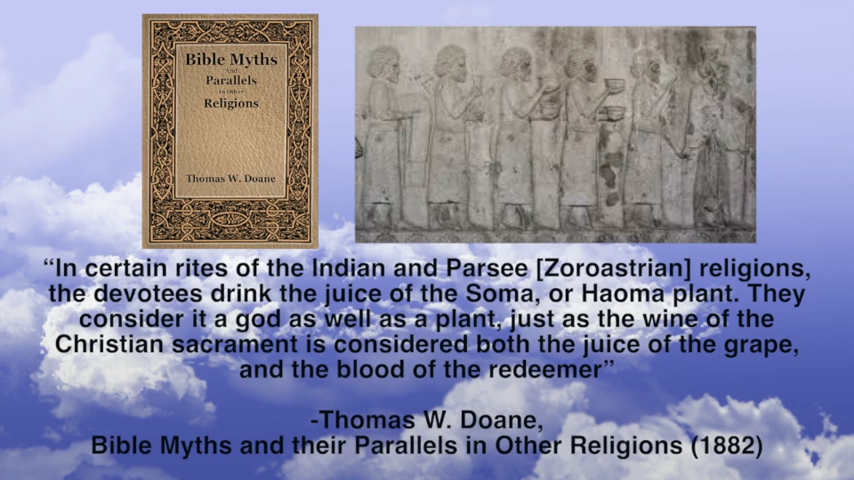 Bible Myths
And
Parallels
In Other
Religions
Thomas W. Doane
“In certain rites of the Indian and Parsee [Zoroastrian] religions,
the devotees drink the juice of the Soma, or Haoma plant. They
consider it a god as well as a plant, just as the wine of the
Christian sacrament is considered both the juice of the grape,
and the blood of the redeemer”
-Thomas W. Doane,
Bible Myths and their Parallels in Other Religions (1882)